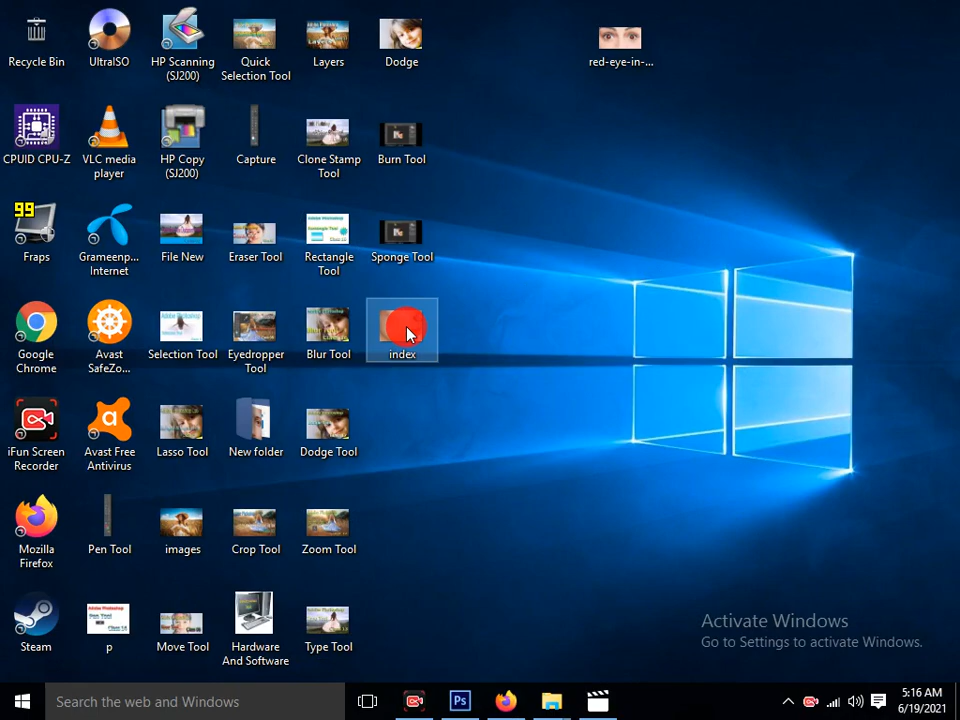 Recycle Bin
UltraISO
HP Scanning
(SJ200)
Quick
Selection Tool
Layers
Dodge
red-eye-in-...
CPUID CPU-Z
VLC media
player
HP Copy
(SJ200)
Capture
Clone Stamp
Tool
Burn Tool
99
Fraps
Grameenp...
Internet
File New
Eraser Tool
Rectangle
Tool
Sponge Tool
Google
Chrome
Avast
SafeZo...
Selection Tool
Eyedropper
Tool
Blur Tool
index
iFun Screen
Recorder
Avast Free
Antivirus
Lasso Tool
New folder
Dodge Tool
Mozilla
Firefox
Pen Tool
images
Crop Tool
Zoom Tool
Steam
p
Move Tool
Hardware
And Software
Type Tool
Activate Windows
Go to Settings to activate Windows.
Search the web and Windows
Ps
5:16 AM
6/19/2021